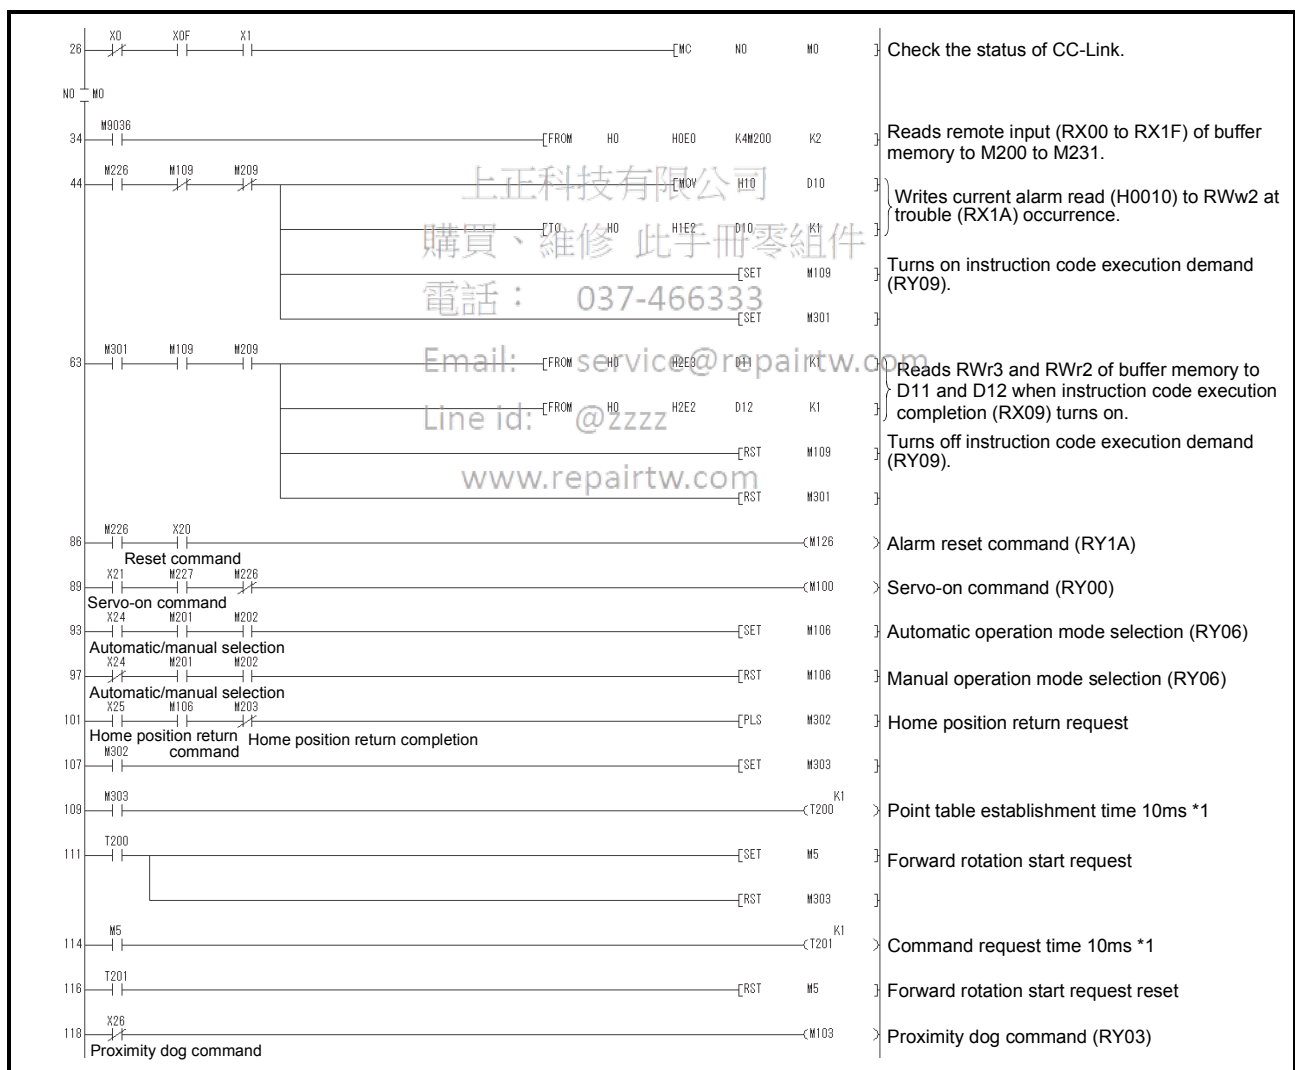 X0 X0F X1
26 MC N0 M0 Check the status of CC-Link.
N0 M0
M9036
34 FROM H0 H0E0 K4M200 K2 Reads remote input (RX00 to RX1F) of buffer
memory to M200 to M231.
M226 M109 M209
上正科技有限公司
44 MOV H10 D10
Writes current alarm read (H0010) to RWw2 at
trouble (RX1A) occurrence.
TO H0 H1E2 D10 K1
購買、維修 此手冊零組件
Turns on instruction code execution demand
(RY09).
SET M109
電話: 037-466333
SET M301
M301 M109 M209
63 FROM H0 H2E3 D11 K1
Email: service@repairtw.com
Reads RWr3 and RWr2 of buffer memory to
D11 and D12 when instruction code execution
completion (RX09) turns on.
FROM H0 H2E2 D12 K1
Line id: @zzzz
Turns off instruction code execution demand
(RY09).
RST M109
www.repairtw.com
RST M301
M226 X20
86 M126 Alarm reset command (RY1A)
Reset command
X21 M227 M226
89 M100 Servo-on command (RY00)
Servo-on command
X24 M201 M202
93 SET M106 Automatic operation mode selection (RY06)
Automatic/manual selection
X24 M201 M202
97 RST M106 Manual operation mode selection (RY06)
Automatic/manual selection
X25 M106 M203
101 PLS M302 Home position return request
Home position return command Home position return completion
M302
107 SET M303
M303 K1
109 T200 Point table establishment time 10ms *1
T200
111 SET M5 Forward rotation start request
RST M303
M5 K1
114 T201 Command request time 10ms *1
T201
116 RST M5 Forward rotation start request reset
X26
118 M103 Proximity dog command (RY03)
Proximity dog command